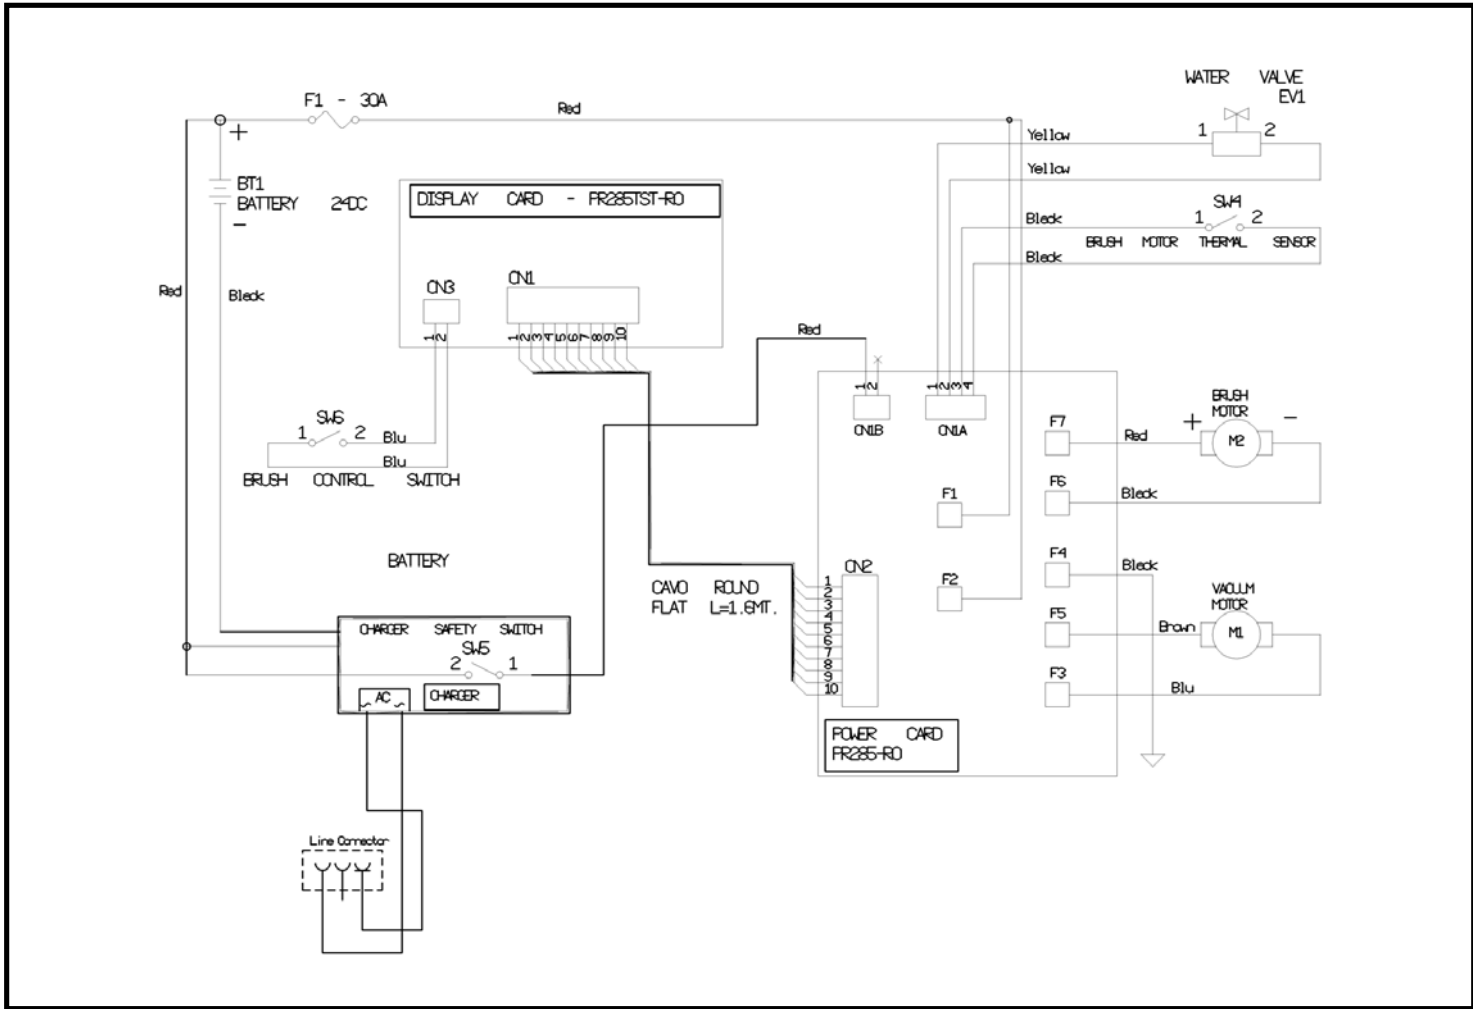 WATER VALVE
EV1
F1 - 30A
Red
+
Yellow
1 2
Yellow
BT1
BATTERY 24DC
-
DISPLAY CARD - PR285TST-RO
SW4
1 2
Black
BRUSH MOTOR THERMAL SENSOR
Black
Red
Black
CN3
CN1
1 2
1 2 3 4 5 6 7 8 9 10
Red
1 2
1 2 3 4
CN1B
CN1A
BRUSH
MOTOR
+ -
F7
Red
M2
SW6
1 2
Blu
Blu
BRUSH CONTROL SWITCH
F6
Black
F1
BATTERY
F4
Black
CN2
F2
CAVO ROUND
FLAT L=1.6MT.
1
2
3
4
5
6
7
8
9
10
VACUUM
MOTOR
F5
Brown
M1
F3
Blu
CHARGER SAFETY SWITCH
SW5
2 1
AC
~ ~
CHARGER
POWER CARD
PR285-RO
Line Connector